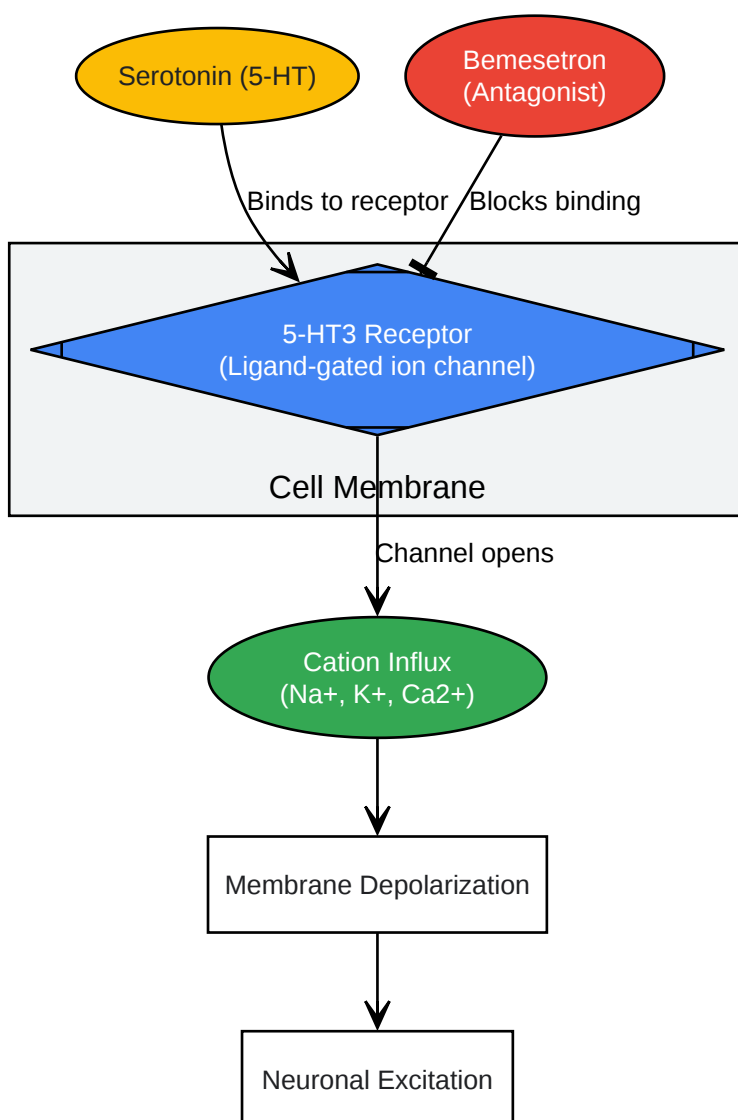 Serotonin (5-HT)
Bemesetron
(Antagonist)
Binds to receptor
Blocks binding
5-HT3 Receptor
(Ligand-gated ion channel)
Cell Membrane
Channel opens
Cation Influx
(Na+, K+, Ca2+)
Membrane Depolarization
Neuronal Excitation